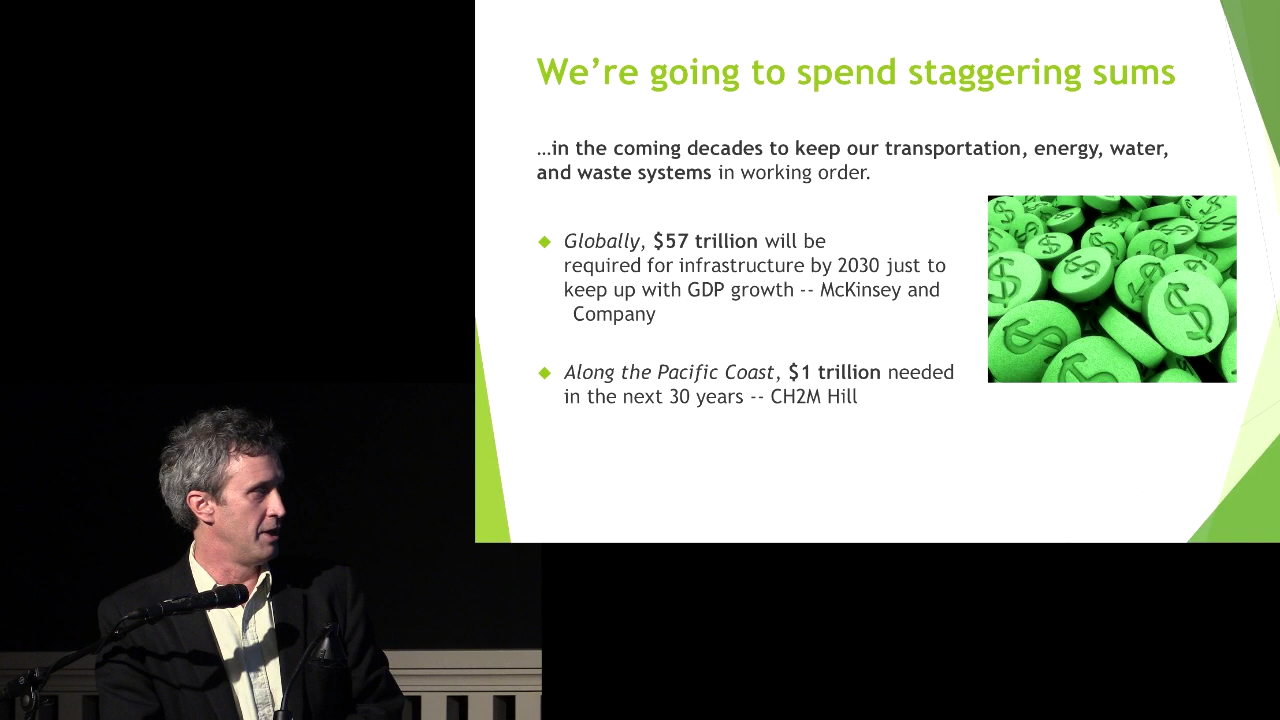 We're going to spend staggering sums
…in the coming decades to keep our transportation, energy, water,
and waste systems in working order.
Globally, $57 trillion will be
required for infrastructure by 2030 just to
keep up with GDP growth -- McKinsey and
Company
Along the Pacific Coast, $1 trillion needed
in the next 30 years -- CH2M Hill